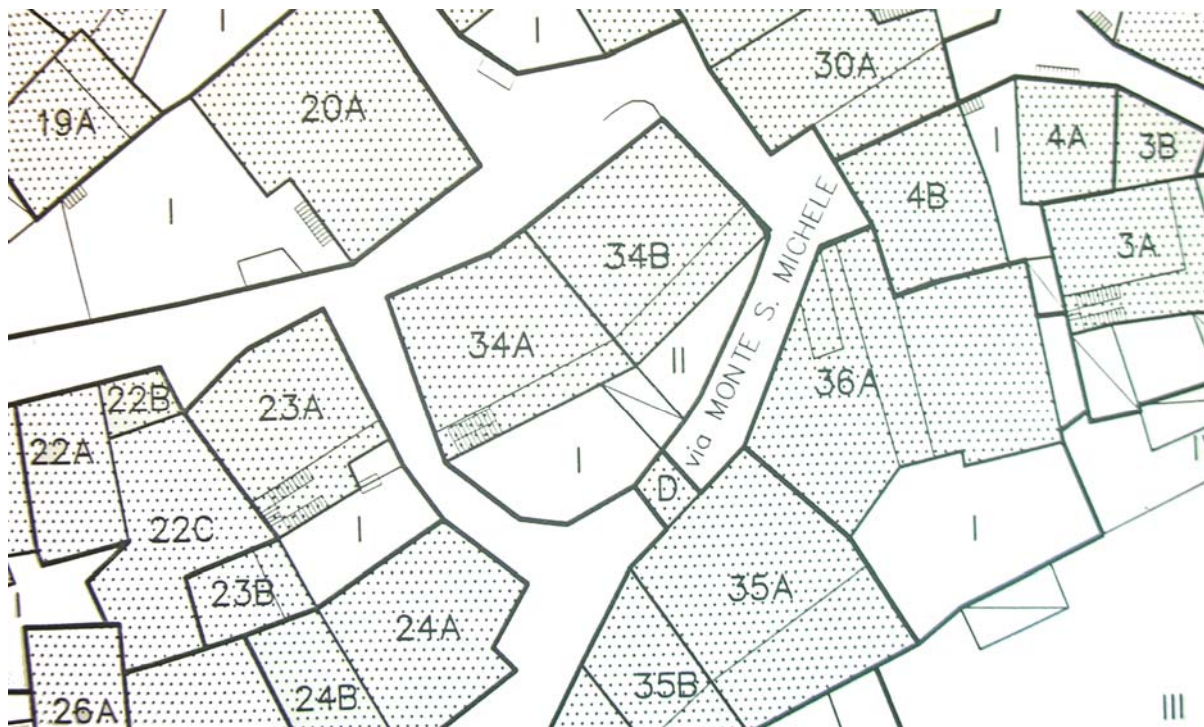 I
I
30A
19A
20A
4A
3B
I
4B
I
34B
3A
via MONTE S. MICHELE
34A
II
36A
22B
23A
22A
I
I
D
22C
I
I
35A
I
23B
24A
35B
24B
26A
III